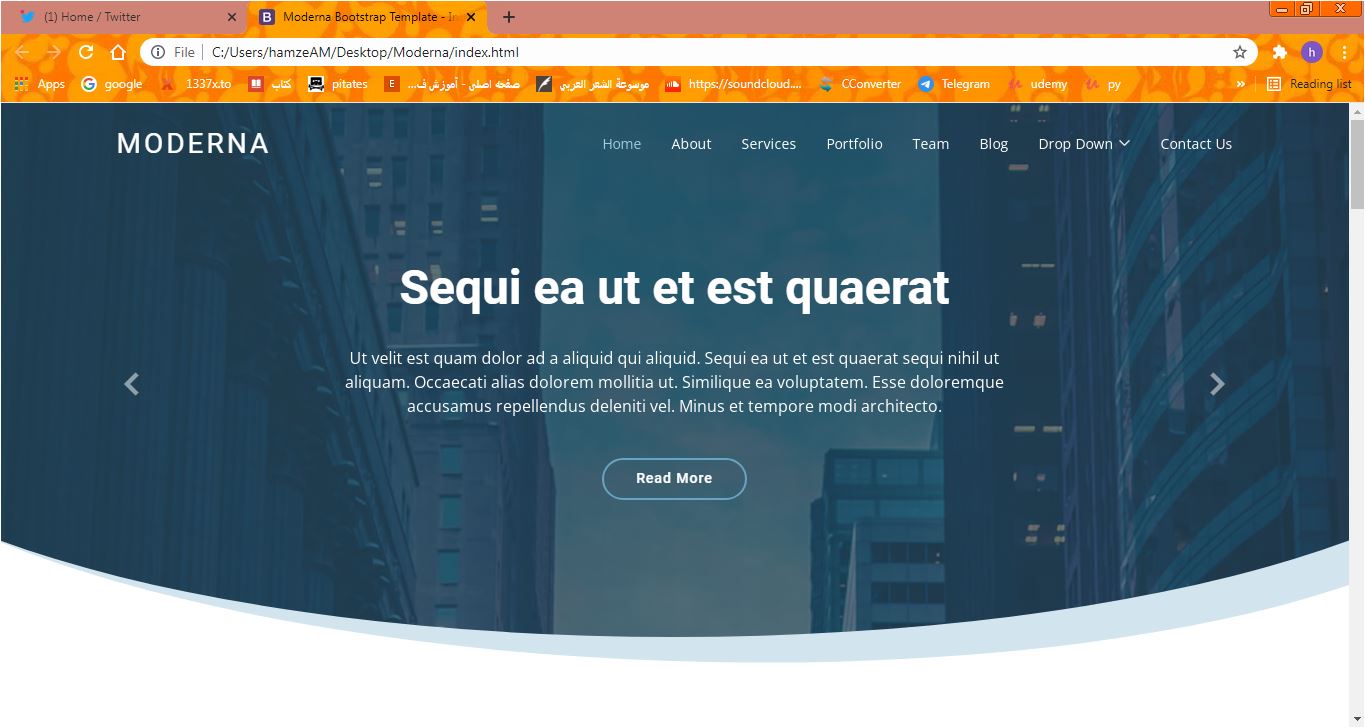 (1) Home / Twitter
Moderna Bootstrap Template - In
File C:/Users/hamzeAM/Desktop/Moderna/index.html h
Apps google 1337x.to كتاب pitates صفحه اصلی - آموزش ف... موسوعة الشعر العربي https://soundcloud.... CConverter Telegram udemy py » Reading list
MODERNA Home About Services Portfolio Team Blog Drop Down Contact Us
Sequi ea ut et est quaerat
Ut velit est quam dolor ad a aliquid qui aliquid. Sequi ea ut et est quaerat sequi nihil ut
aliquam. Occaecati alias dolorem mollitia ut. Similique ea voluptatem. Esse doloremque
accusamus repellendus deleniti vel. Minus et tempore modi architecto.
Read More